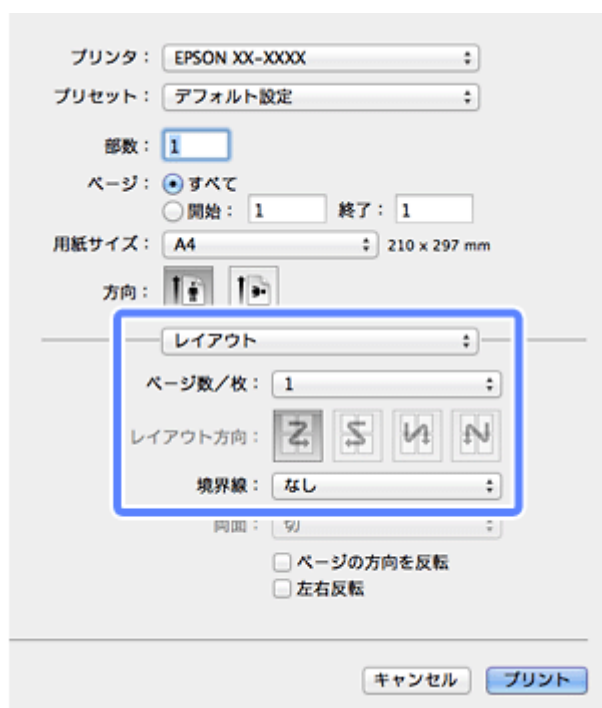 プリンタ： EPSON XX-XXXX
プリセット： デフォルト設定
部数： 1
ページ： すべて
開始： 1 終了： 1
用紙サイズ： A4 210 x 297 mm
方向：
レイアウト
ページ数／枚： 1
レイアウト方向：
境界線： なし
両面： 切
ページの方向を反転
左右反転
キャンセル プリント